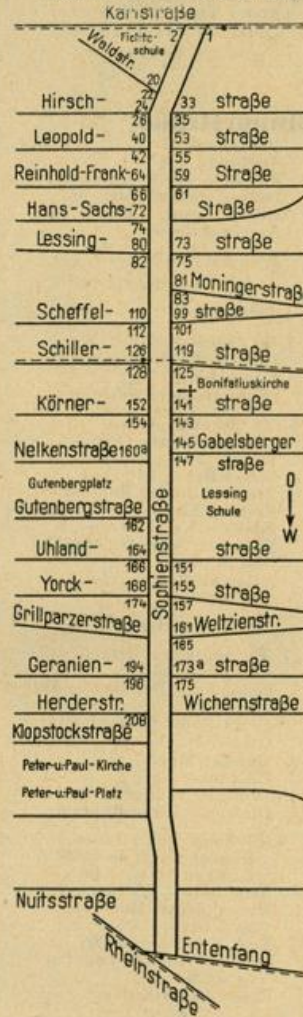 Karlstraße
Fichte-
schule
2 1
Waldstr.
20
22
Hirsch- 24 33 straße
26 35
Leopold- 40 53 straße
42 55
Reinhold-Frank-64 59 Straße
66 61
Hans-Sachs-72 Straße
74
Lessing- 80 73 straße
82 75
81 Moningerstraße
83
Scheffel- 110 99 straße
112 101
Schiller- 126 119 straße
128 125
Bonifatiuskirche
Körner- 152 141 straße
154 143
Nelkenstraße 160a 145 Gabelsberger
147 straße
Gutenbergplatz
Gutenbergstraße
162
Lessing
Schule
O
W
Sophienstraße
Uhland- 164 straße
166 151
Yorck- 168 155 straße
174 157
Grillparzerstraße 161 Weltzienstr.
165
Geranien- 194 173a straße
196 175
Herderstr. Wichernstraße
208
Klopstockstraße
Peter-u.-Paul-Kirche
Peter-u.-Paul-Platz
Nuitsstraße
Rheinstraße
Entenfang